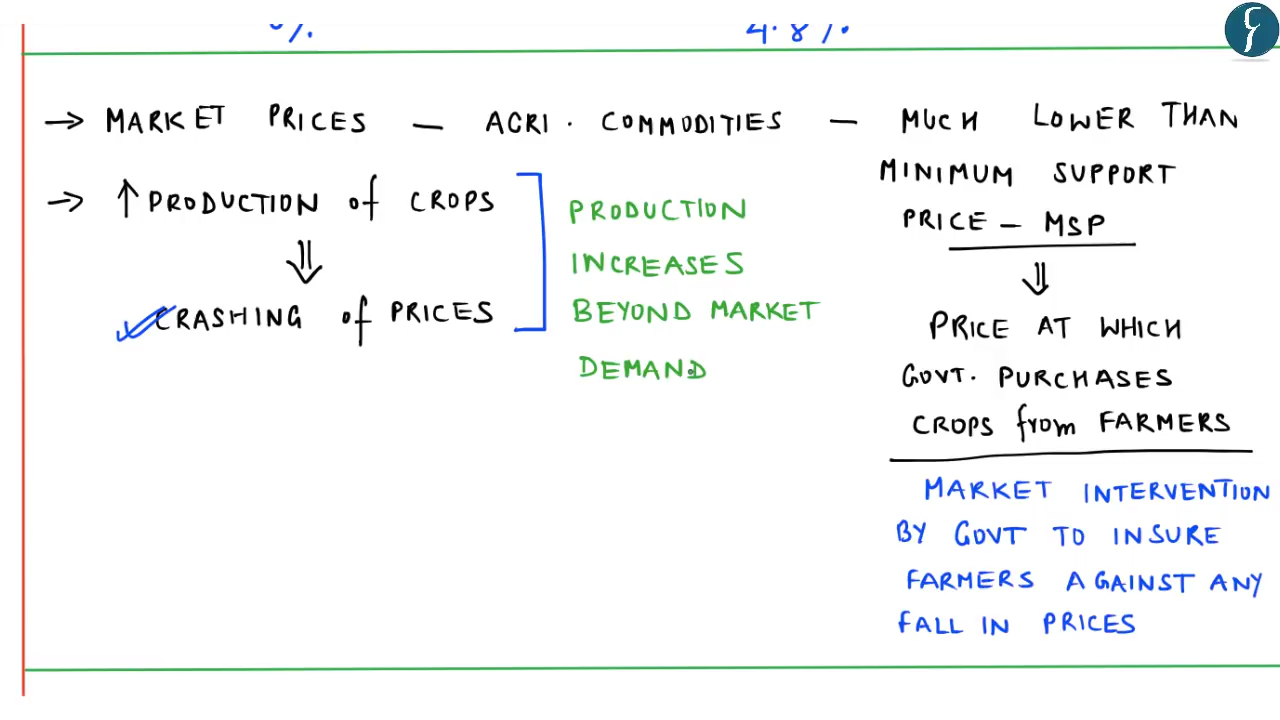 4.8%.
→ MARKET PRICES — AGRI. COMMODITIES — MUCH LOWER THAN
MINIMUM SUPPORT
PRICE — MSP
⇓
PRICE AT WHICH
GOVT. PURCHASES
CROPS from FARMERS
MARKET INTERVENTION
BY GOVT TO INSURE
FARMERS AGAINST ANY
FALL IN PRICES
→ ↑ PRODUCTION of CROPS
⇓
CRASHING of PRICES
PRODUCTION
INCREASES
BEYOND MARKET
DEMAND